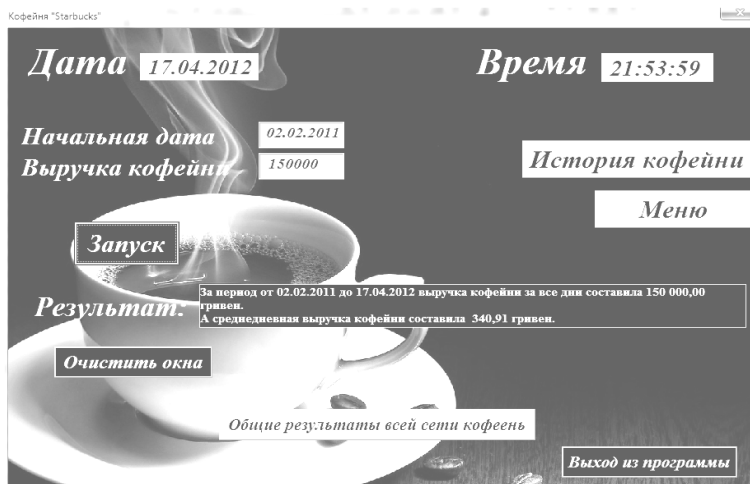 Кофейня "Starbucks"
Дата 17.04.2012 Время 21:53:59
Начальная дата 02.02.2011
Выручка кофейни 150000
История кофейни
Меню
Запуск
Результат: За период от 02.02.2011 до 17.04.2012 выручка кофейни за все дни составила 150 000,00
гривен.
А среднедневная выручка кофейни составила 340,91 гривен.
Очистить окна
Общие результаты всей сети кофеень
Выход из программы